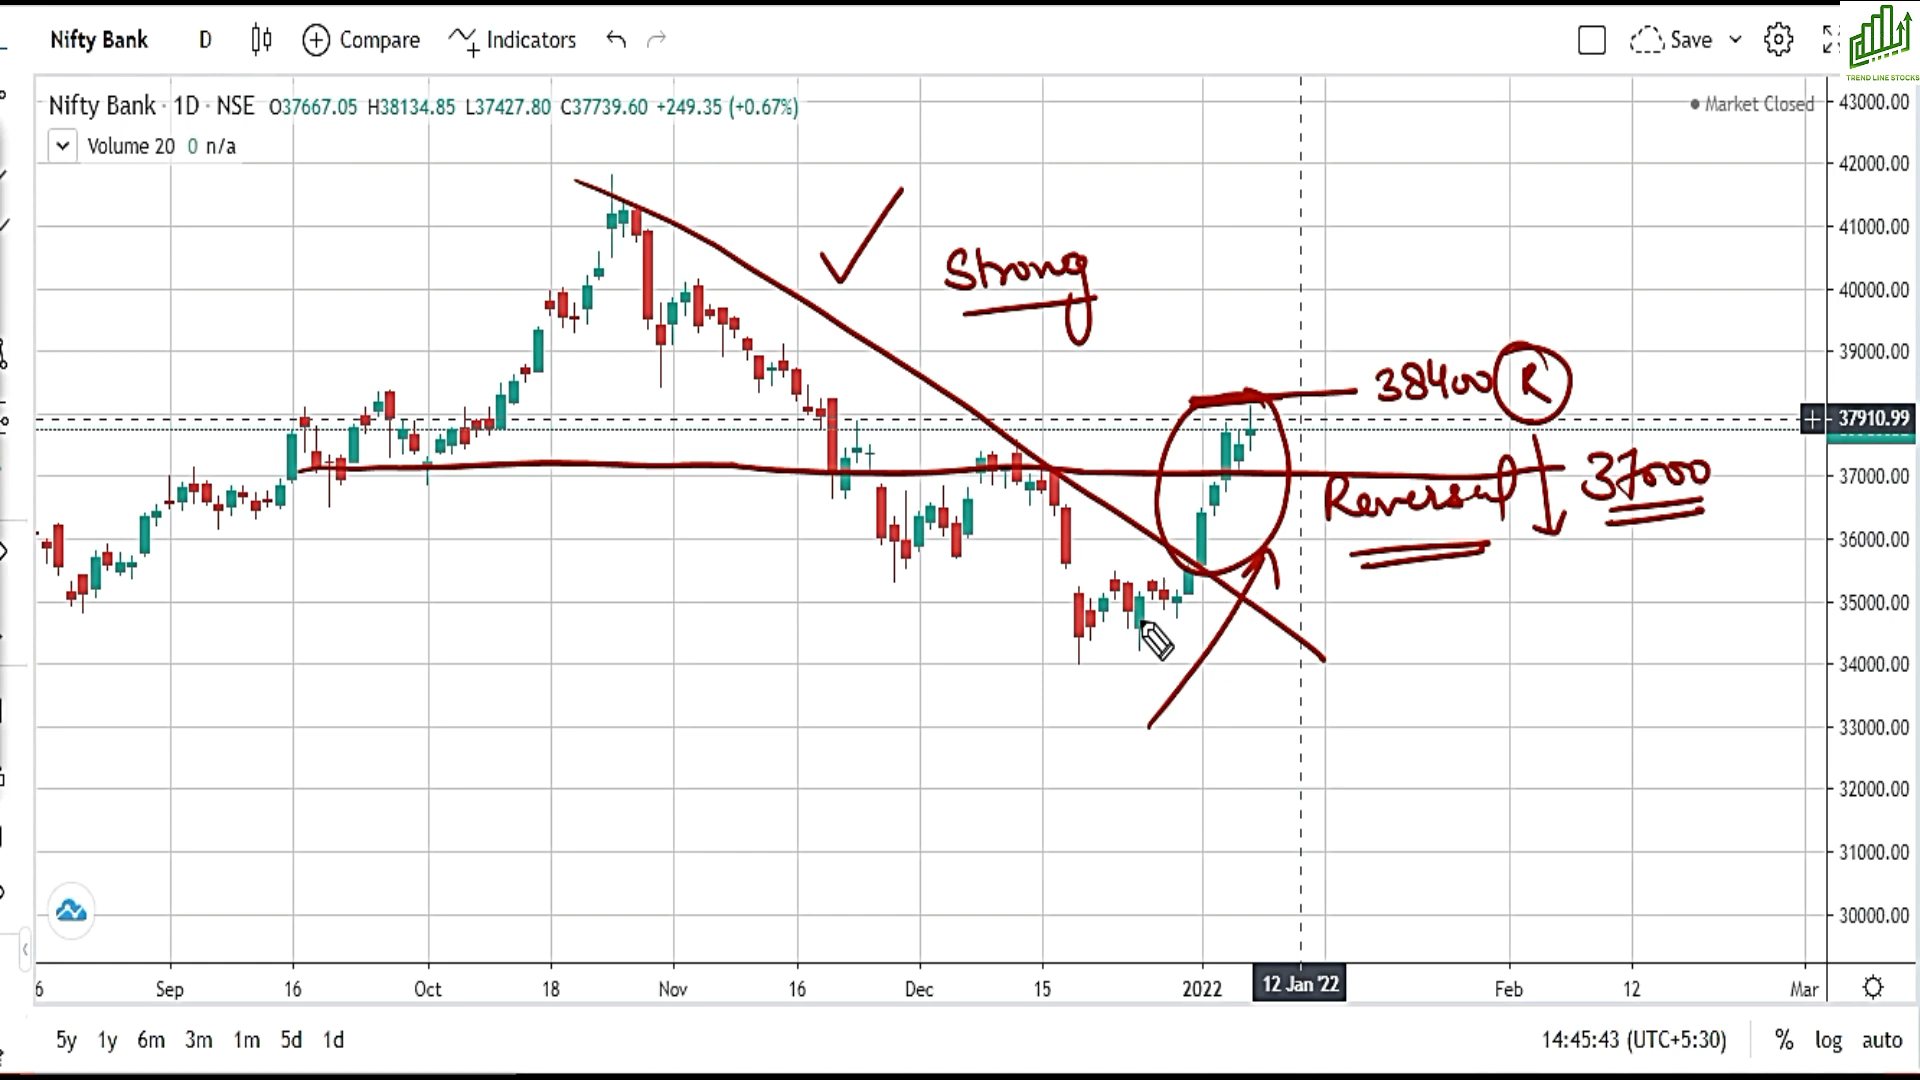 Nifty Bank D Compare Indicators Save
TREND LINE STOCKS
Nifty Bank · 1D · NSE O37667.05 H38134.85 L37427.80 C37739.60 +249.35 (+0.67%)
Market Closed
Volume 20 0 n/a
43000.00
42000.00
41000.00
Strong
40000.00
39000.00
38400 R
37910.99
37000.00
Reversal
37000
36000.00
35000.00
34000.00
33000.00
32000.00
31000.00
30000.00
6 Sep 16 Oct 18 Nov 16 Dec 15 2022 12 Jan '22 Feb 12 Mar
5y 1y 6m 3m 1m 5d 1d 14:45:43 (UTC+5:30) % log auto